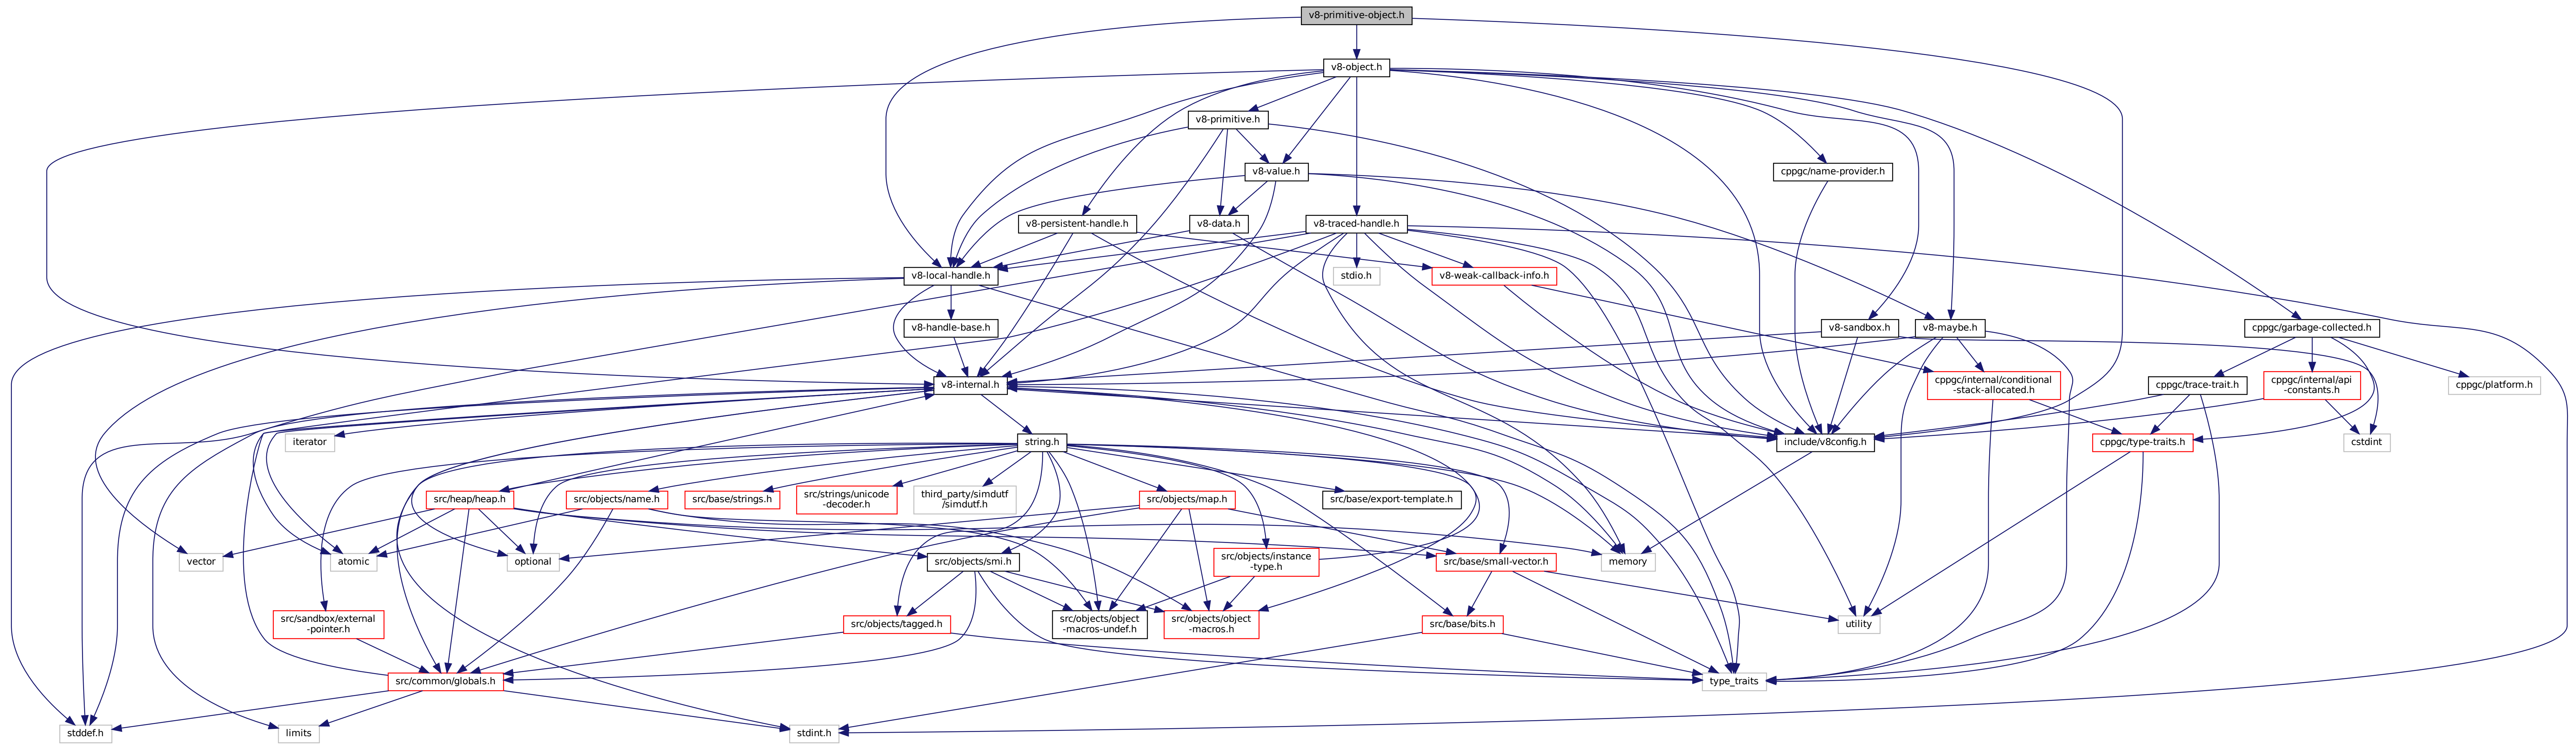 v8-primitive-object.h
v8-object.h
v8-primitive.h
v8-value.h
cppgc/name-provider.h
v8-persistent-handle.h
v8-data.h
v8-traced-handle.h
v8-local-handle.h
stdio.h
v8-weak-callback-info.h
v8-handle-base.h
v8-sandbox.h
v8-maybe.h
cppgc/garbage-collected.h
v8-internal.h
cppgc/internal/conditional
-stack-allocated.h
cppgc/trace-trait.h
cppgc/internal/api
-constants.h
cppgc/platform.h
iterator
string.h
include/v8config.h
cppgc/type-traits.h
cstdint
src/heap/heap.h
src/objects/name.h
src/base/strings.h
src/strings/unicode
-decoder.h
third_party/simdutf
/simdutf.h
src/objects/map.h
src/base/export-template.h
vector
atomic
optional
src/objects/smi.h
src/objects/instance
-type.h
src/base/small-vector.h
memory
src/sandbox/external
-pointer.h
src/objects/tagged.h
src/objects/object
-macros-undef.h
src/objects/object
-macros.h
src/base/bits.h
utility
src/common/globals.h
type_traits
stddef.h
limits
stdint.h